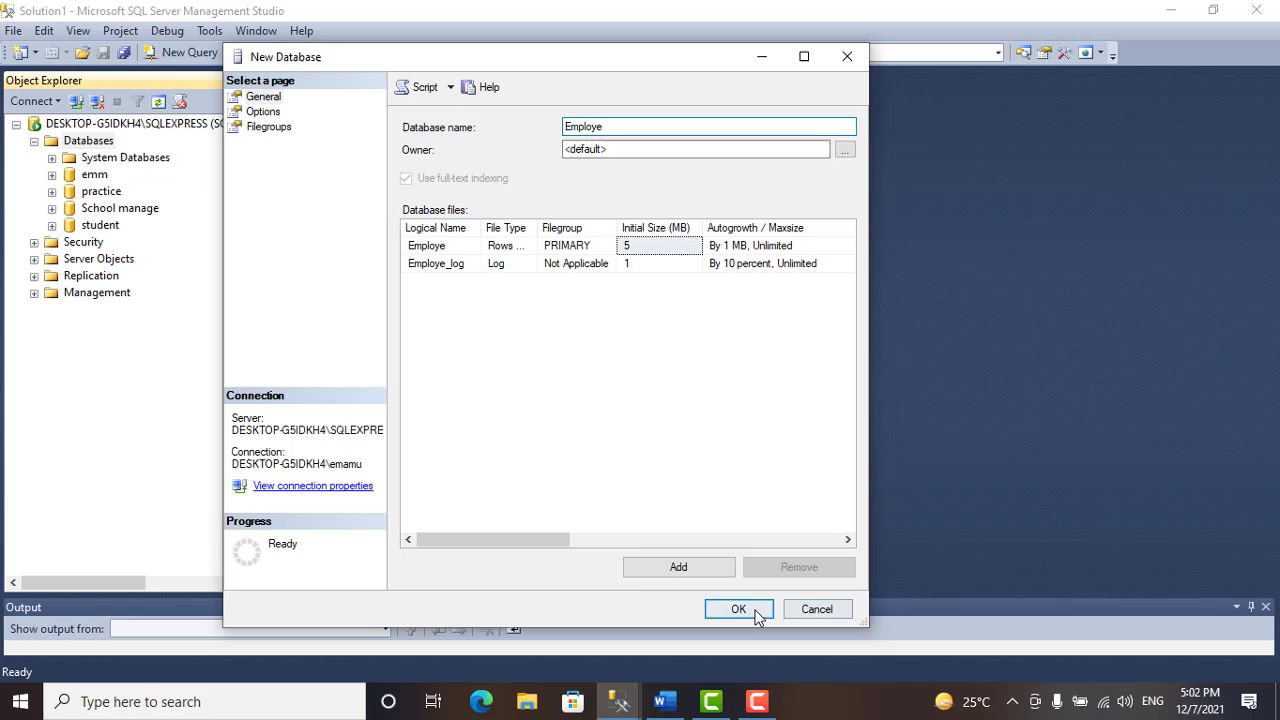 Solution1 - Microsoft SQL Server Management Studio
File Edit View Project Debug Tools Window Help
New Query
New Database
Object Explorer
Connect
DESKTOP-G5IDKH4\SQLEXPRESS (S
Databases
System Databases
emm
practice
School manage
student
Security
Server Objects
Replication
Management
Select a page
General
Options
Filegroups
Script Help
Database name: Employe
Owner: <default> ...
Use full-text indexing
Database files:
Logical Name File Type Filegroup Initial Size (MB) Autogrowth / Maxsize
Employe Rows ... PRIMARY 5 By 1 MB, Unlimited
Employe_log Log Not Applicable 1 By 10 percent, Unlimited
Connection
Server:
DESKTOP-G5IDKH4\SQLEXPRE
Connection:
DESKTOP-G5IDKH4\emamu
View connection properties
Progress
Ready
Add Remove
OK Cancel
Output
Show output from:
Ready
Type here to search
25°C
ENG
5:02 PM
12/7/2021